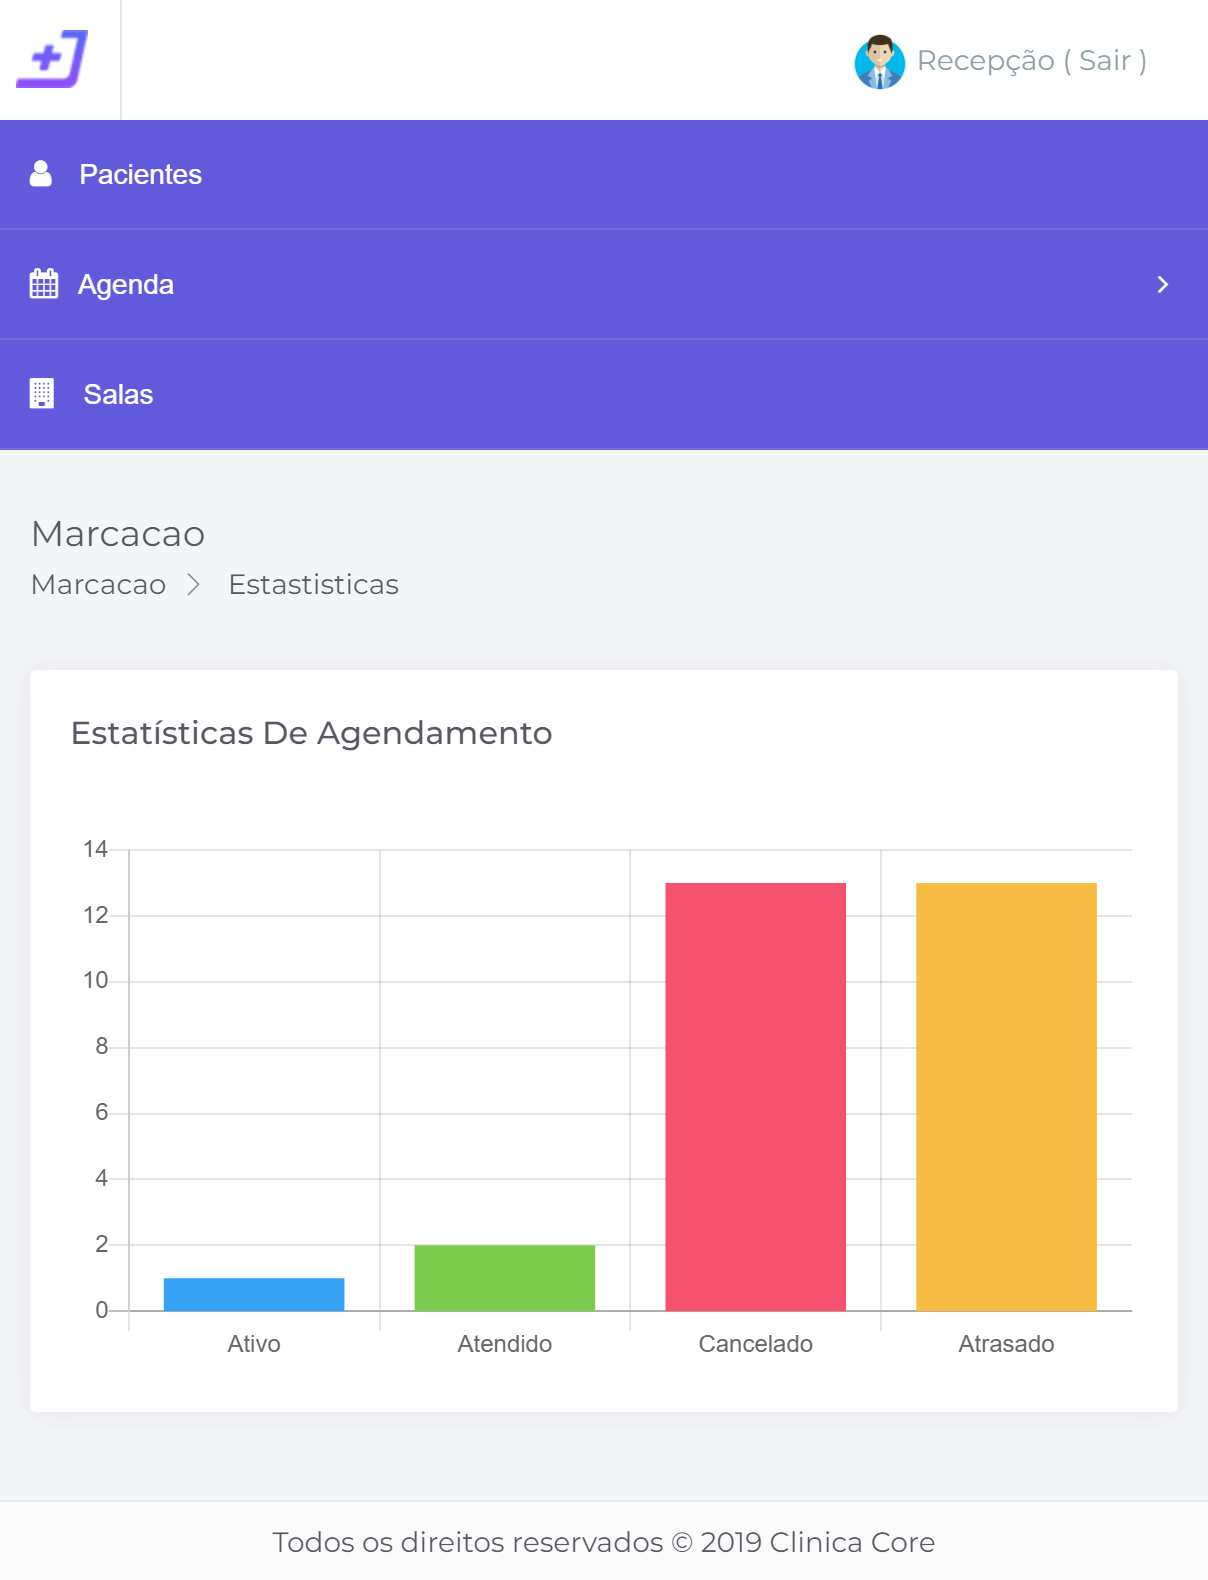 Recepção ( Sair )
Pacientes
Agenda
Salas
Marcacao
Marcacao Estastisticas
Estatísticas De Agendamento
14
12
10
8
6
4
2
0
Ativo Atendido Cancelado Atrasado
Todos os direitos reservados © 2019 Clinica Core